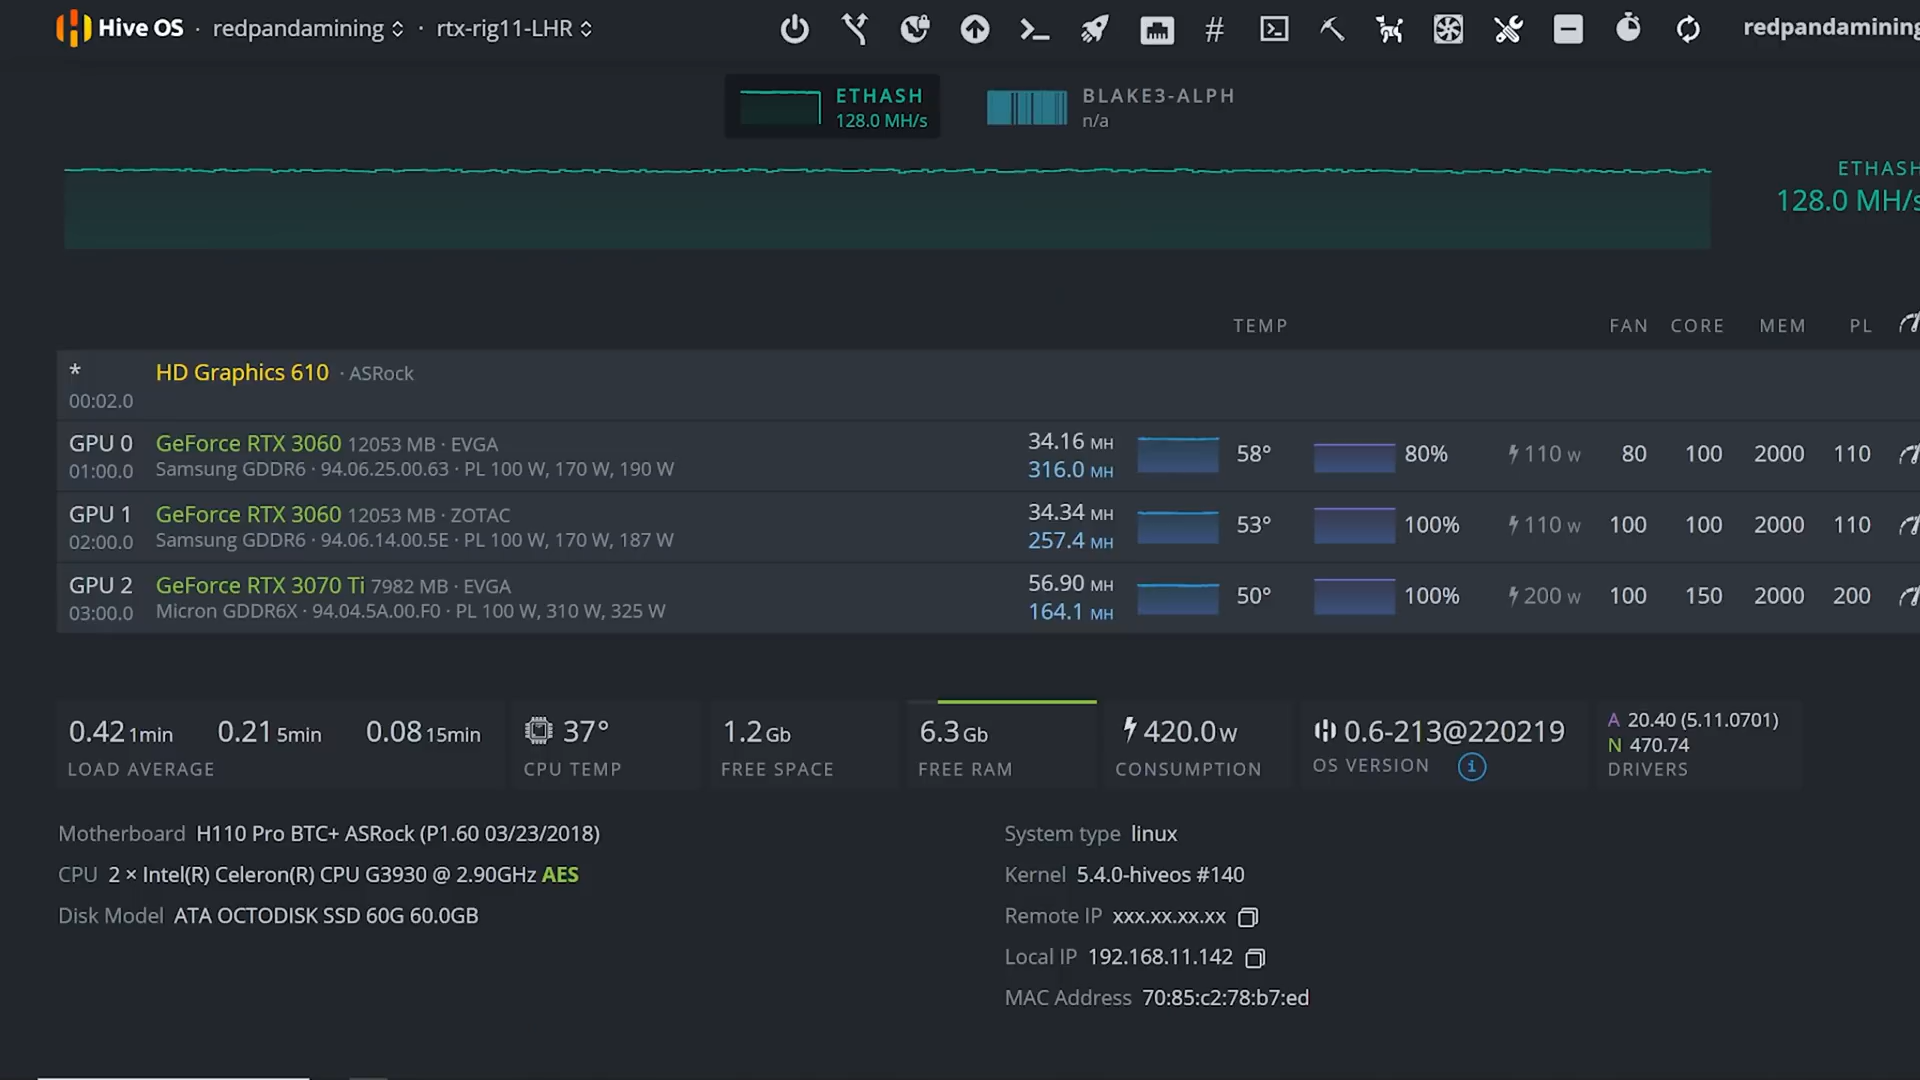 Hive OS · redpandamining · rtx-rig11-LHR
redpandamining
ETHASH
128.0 MH/s
BLAKE3-ALPH
n/a
ETHASH
128.0 MH/s
TEMP FAN CORE MEM PL
* HD Graphics 610 · ASRock
00:02.0
GPU 0 GeForce RTX 3060 12053 MB · EVGA 34.16 MH 58° 80% 110 W 80 100 2000 110
01:00.0 Samsung GDDR6 · 94.06.25.00.63 · PL 100 W, 170 W, 190 W 316.0 MH
GPU 1 GeForce RTX 3060 12053 MB · ZOTAC 34.34 MH 53° 100% 110 W 100 100 2000 110
02:00.0 Samsung GDDR6 · 94.06.14.00.5E · PL 100 W, 170 W, 187 W 257.4 MH
GPU 2 GeForce RTX 3070 Ti 7982 MB · EVGA 56.90 MH 50° 100% 200 W 100 150 2000 200
03:00.0 Micron GDDR6X · 94.04.5A.00.F0 · PL 100 W, 310 W, 325 W 164.1 MH
0.42 1min 0.21 5min 0.08 15min
LOAD AVERAGE
37°
CPU TEMP
1.2 Gb
FREE SPACE
6.3 Gb
FREE RAM
420.0 W
CONSUMPTION
0.6-213@220219
OS VERSION
A 20.40 (5.11.0701)
N 470.74
DRIVERS
Motherboard H110 Pro BTC+ ASRock (P1.60 03/23/2018)
CPU 2 × Intel(R) Celeron(R) CPU G3930 @ 2.90GHz AES
Disk Model ATA OCTODISK SSD 60G 60.0GB
System type linux
Kernel 5.4.0-hiveos #140
Remote IP xxx.xx.xx.xx
Local IP 192.168.11.142
MAC Address 70:85:c2:78:b7:ed